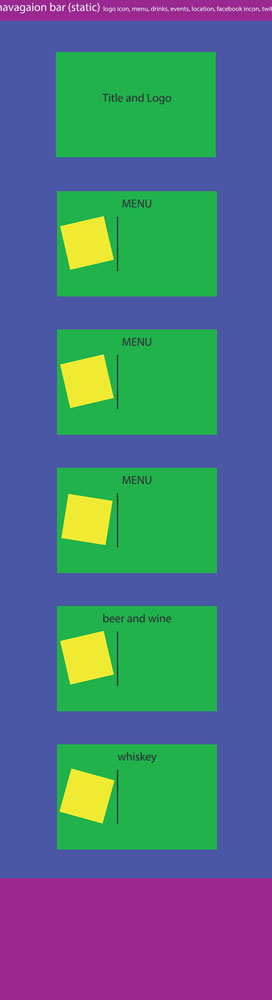 navagaion bar (static) logo icon, menu, drinks, events, location, facebook incon, twit
Title and Logo
MENU
MENU
MENU
beer and wine
whiskey